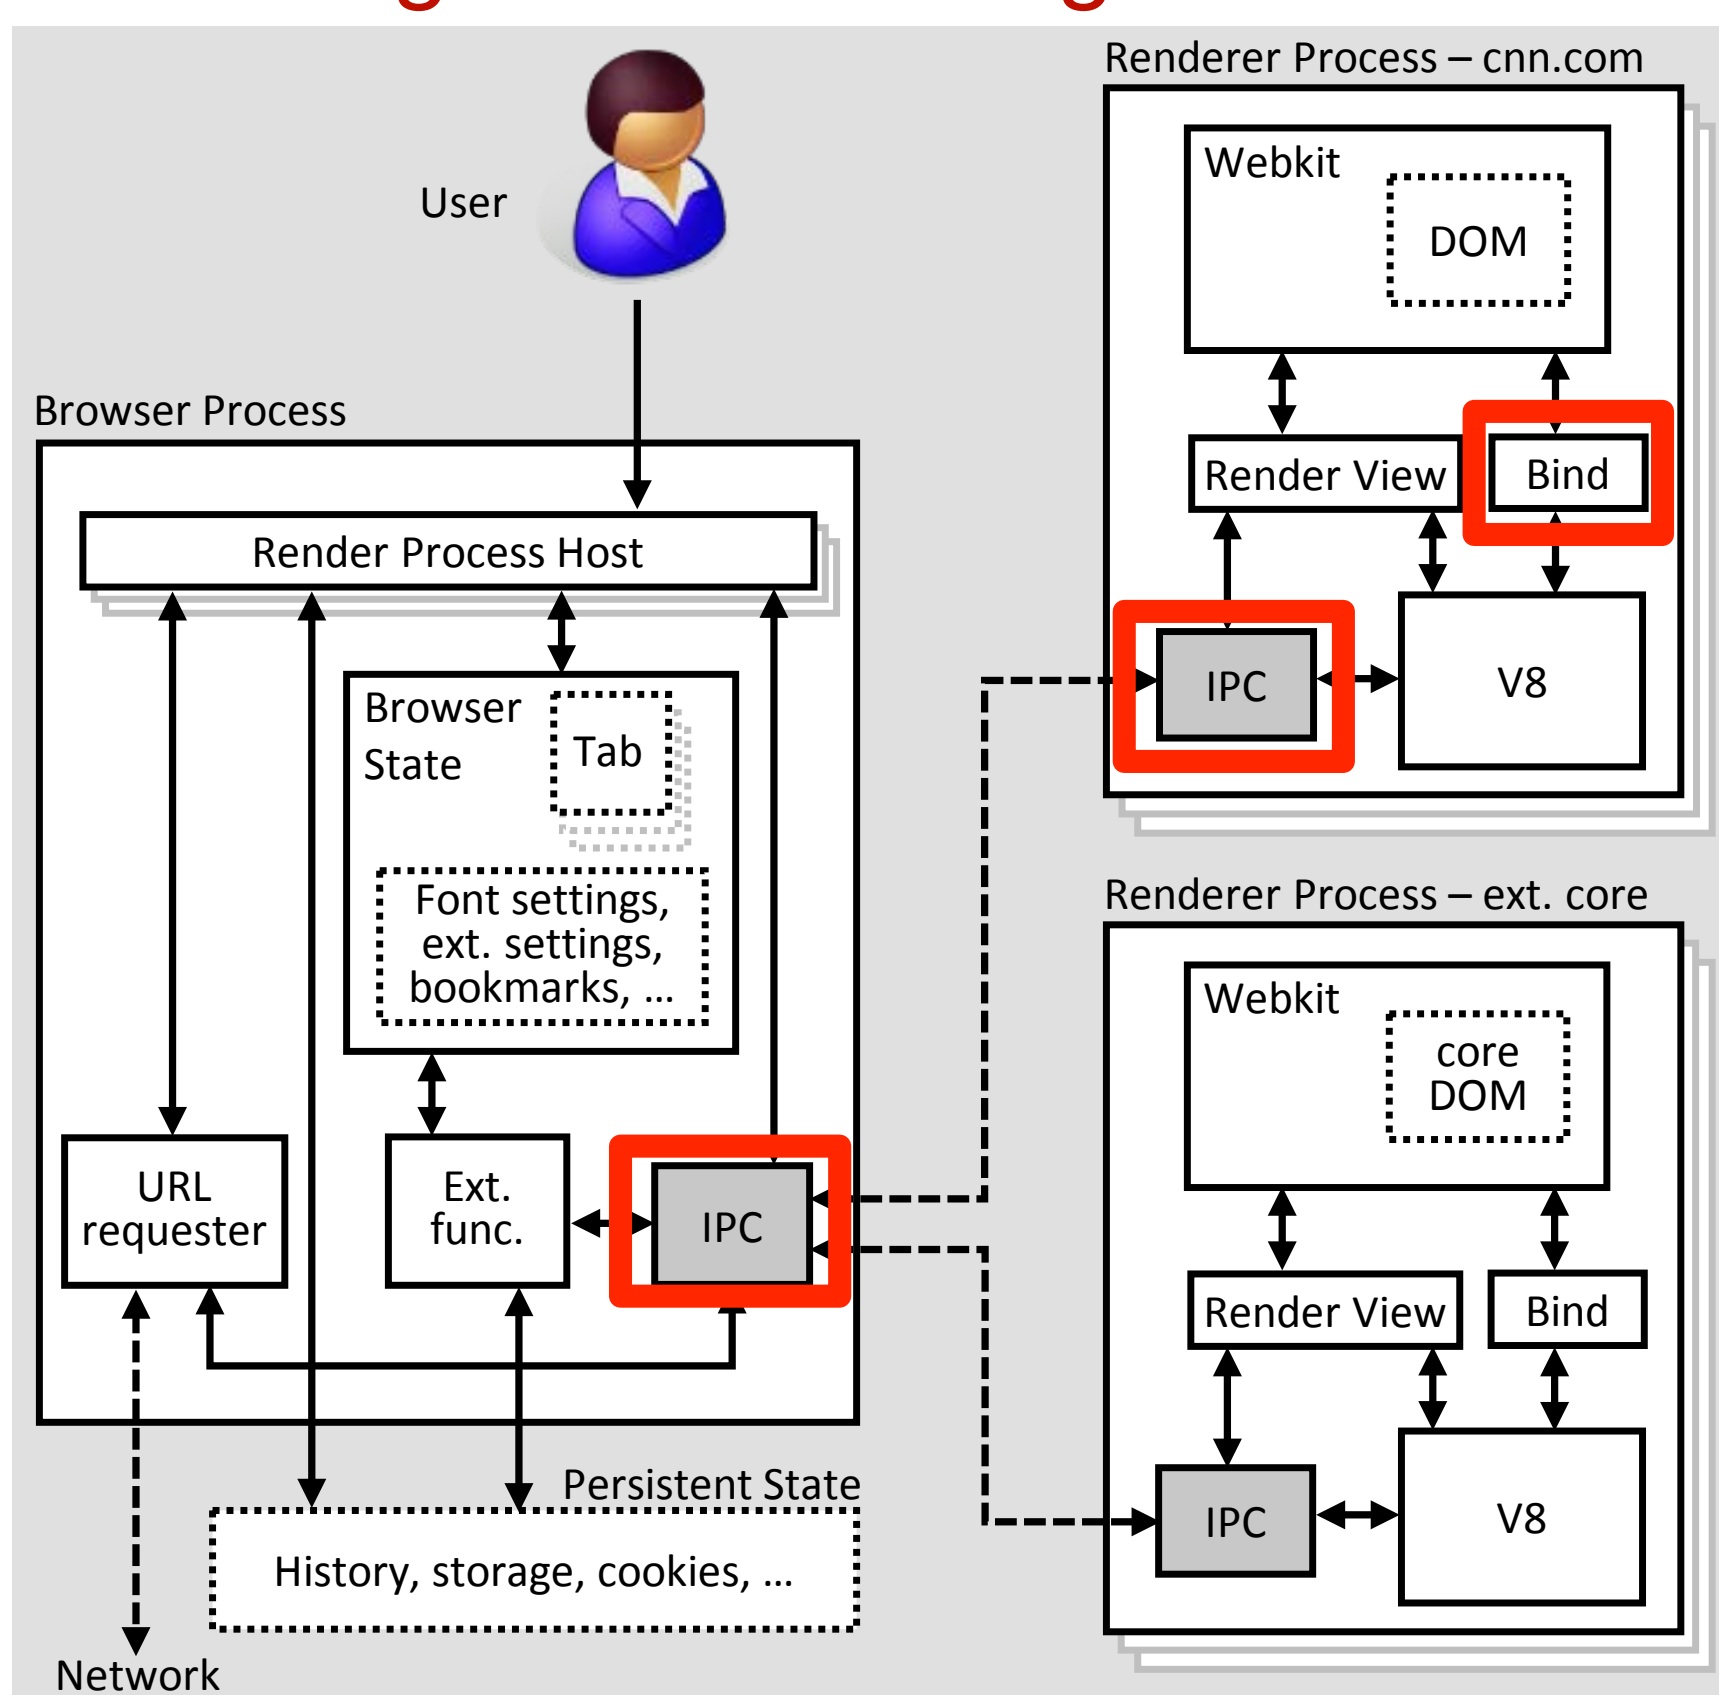 User
Browser Process
Render Process Host
Browser
State
Tab
Font settings,
ext. settings,
bookmarks, ...
URL
requester
Ext.
func.
IPC
Persistent State
History, storage, cookies, ...
Network
Renderer Process – cnn.com
Webkit
DOM
Render View
Bind
IPC
V8
Renderer Process – ext. core
Webkit
core
DOM
Render View
Bind
IPC
V8